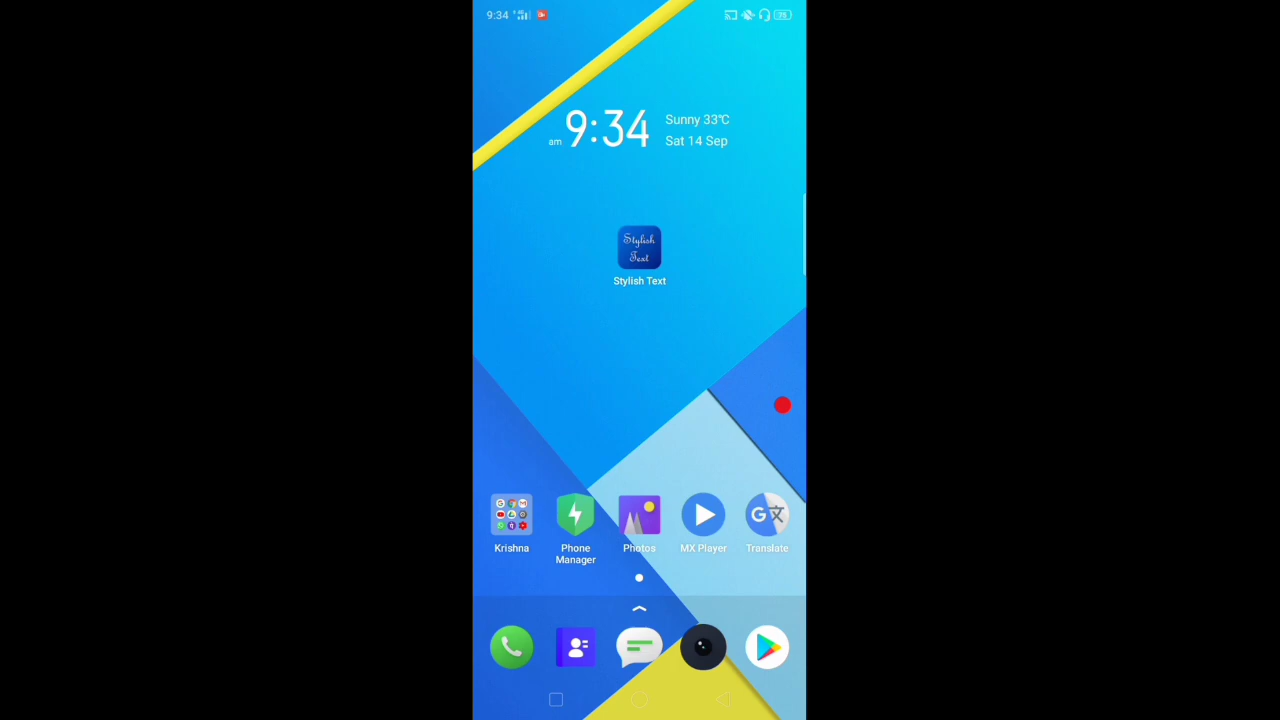 9:34
75
am 9:34
Sunny 33℃
Sat 14 Sep
Stylish
Text
Stylish Text
Krishna
Phone
Manager
Photos
MX Player
Translate